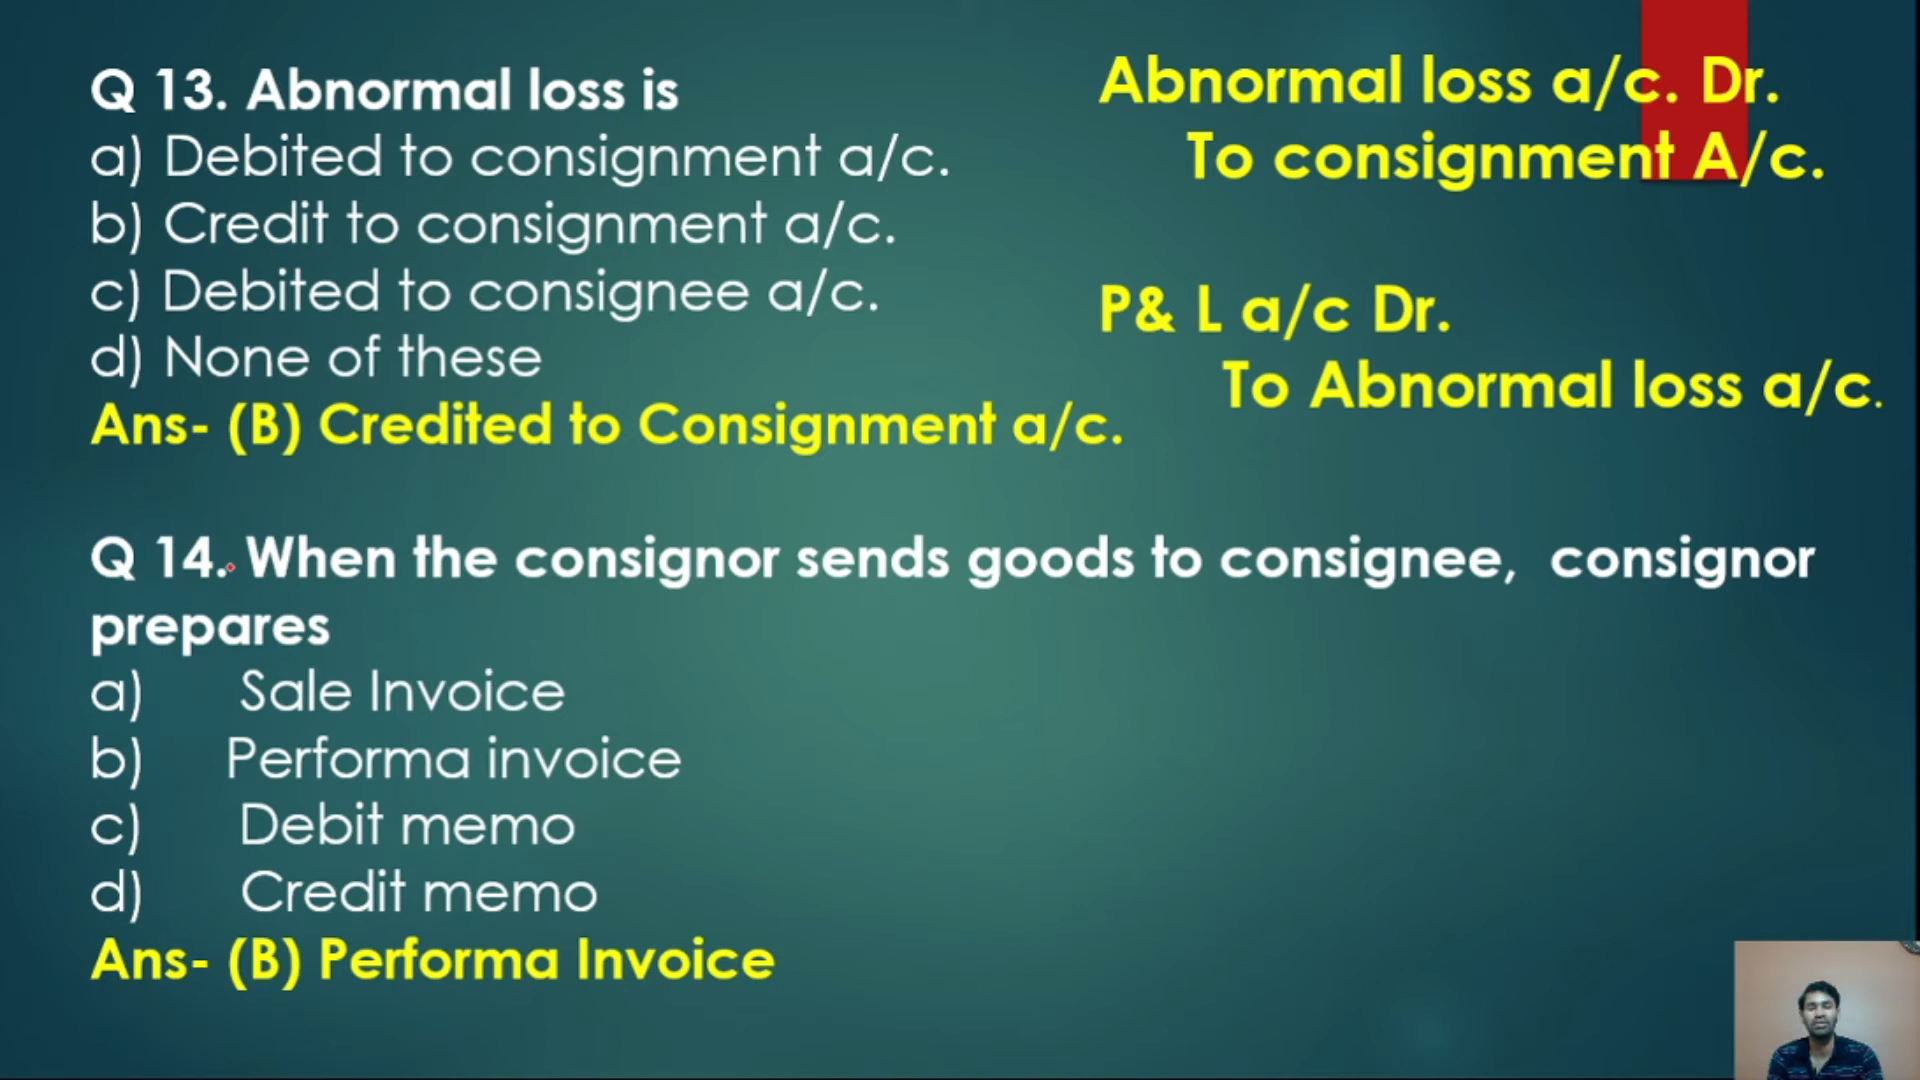 Q 13. Abnormal loss is
a) Debited to consignment a/c.
b) Credit to consignment a/c.
c) Debited to consignee a/c.
d) None of these
Ans- (B) Credited to Consignment a/c.
Abnormal loss a/c. Dr.
To consignment A/c.
P& L a/c Dr.
To Abnormal loss a/c.
Q 14. When the consignor sends goods to consignee, consignor
prepares
a) Sale Invoice
b) Performa invoice
c) Debit memo
d) Credit memo
Ans- (B) Performa Invoice